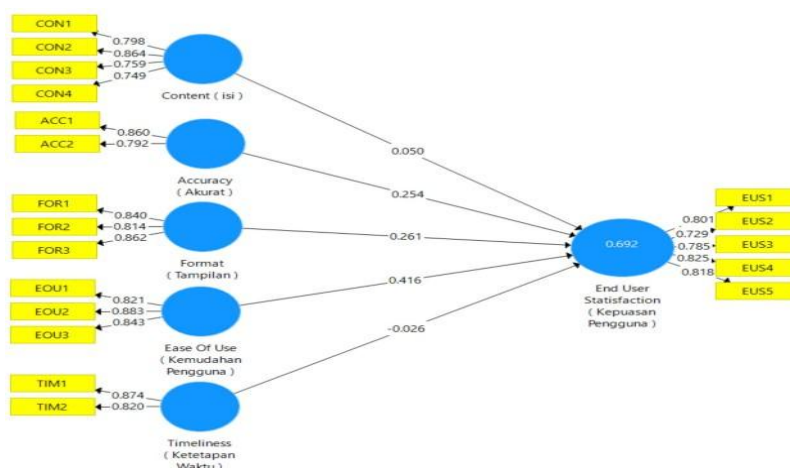 CON1
0.798
CON2
0.864
CON3
0.759
CON4
0.749
Content ( isi )
ACC1
0.860
ACC2
0.792
Accuracy
( Akurat )
FOR1
0.840
FOR2
0.814
FOR3
0.862
Format
( Tampilan )
EOU1
0.821
EOU2
0.883
EOU3
0.843
Ease Of Use
( Kemudahan
Pengguna )
TIM1
0.874
TIM2
0.820
Timeliness
( Ketetapan
Waktu )
0.050
0.254
0.261
0.416
-0.026
0.692
End User
Statisfaction
( Kepuasan
Pengguna )
0.801
EUS1
0.729
EUS2
0.785
EUS3
0.825
EUS4
0.818
EUS5